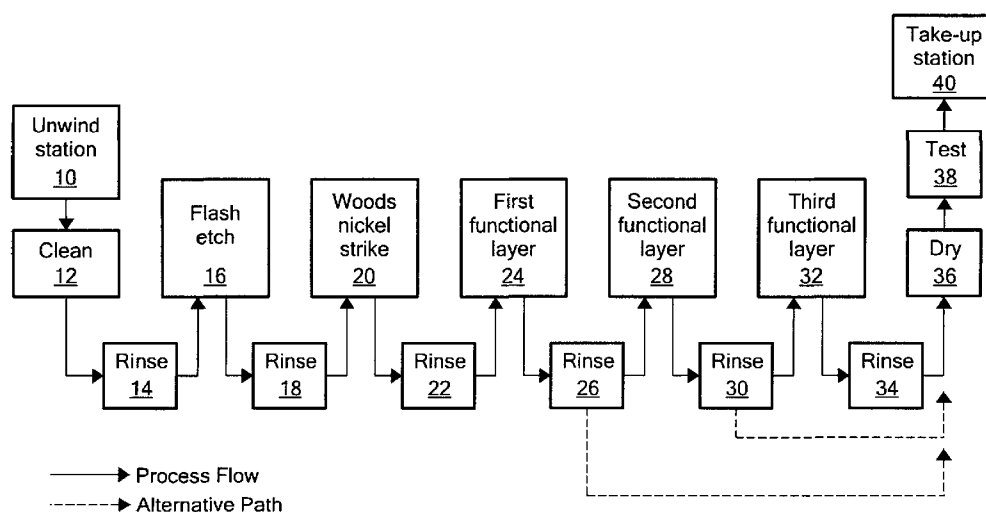 Take-up
station
40
Unwind
station
10
Test
38
Flash
etch
16
Woods
nickel
strike
20
First
functional
layer
24
Second
functional
layer
28
Third
functional
layer
32
Clean
12
Dry
36
Rinse
14
Rinse
18
Rinse
22
Rinse
26
Rinse
30
Rinse
34
Process Flow
Alternative Path